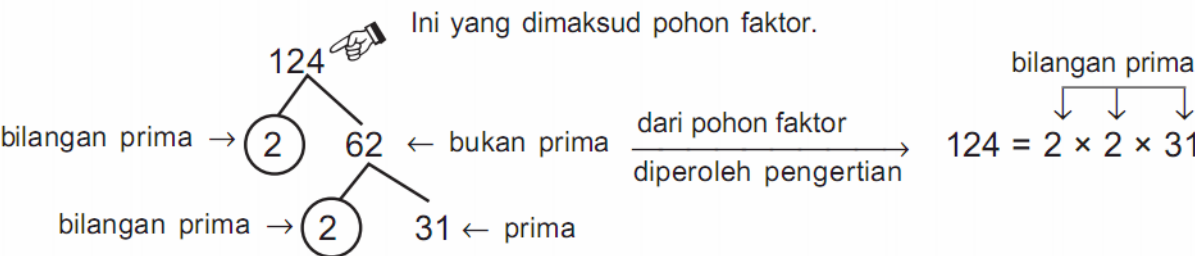 Ini yang dimaksud pohon faktor.
124
bilangan prima → 2 62 ← bukan prima
bilangan prima → 2 31 ← prima
dari pohon faktor
diperoleh pengertian
bilangan prima
124 = 2 × 2 × 31